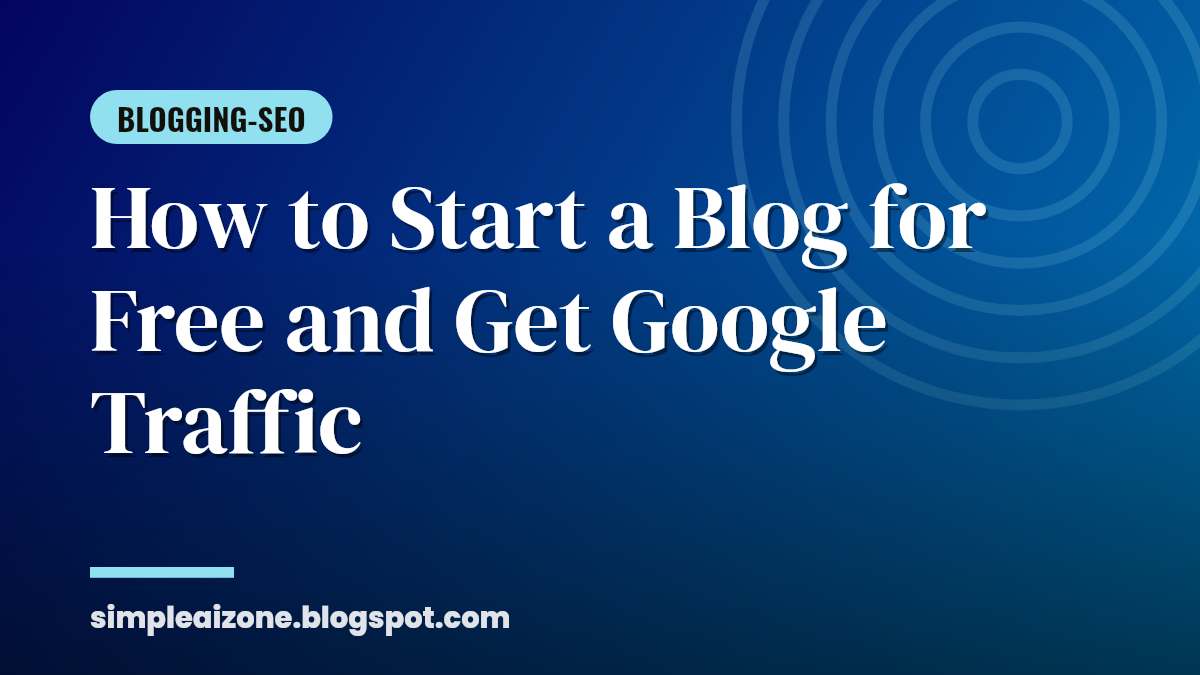 BLOGGING-SEO
How to Start a Blog for
Free and Get Google
Traffic
simpleaizone.blogspot.com